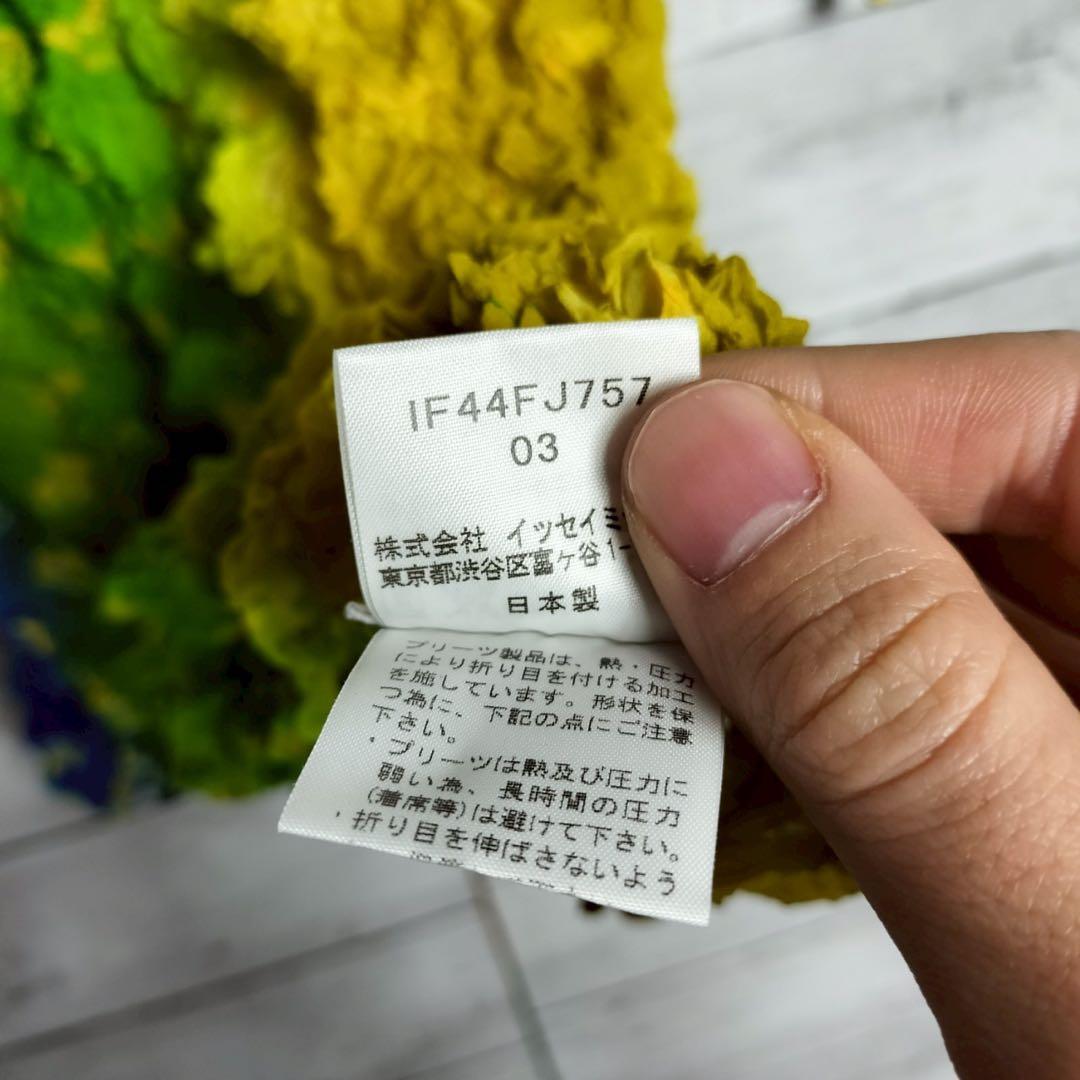 IF44FJ757
03
株式会社 イッセイミ
東京都渋谷区富ケ谷
日本製
プリーツ製品は、熱・圧力
により折り目を付ける加工
を施しています。形状を保
つ為に、下記の点にご注意
下さい。
・プリーツは熱及び圧力に
弱い為、長時間の圧力
(着席等)は避けて下さい。
・折り目を伸ばさないよう